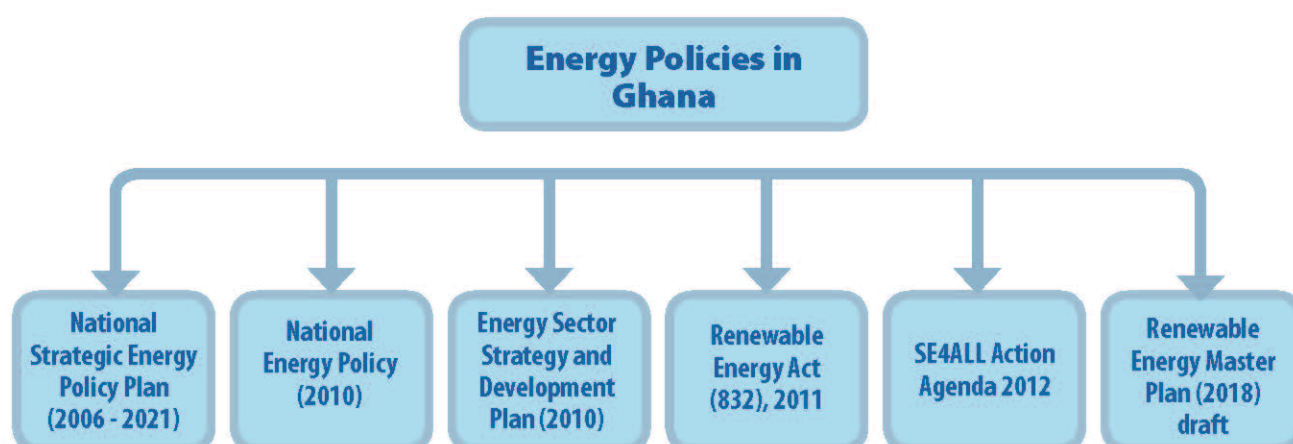 Energy Policies in
Ghana
National
Strategic Energy
Policy Plan
(2006 - 2021)
National
Energy Policy
(2010)
Energy Sector
Strategy and
Development
Plan (2010)
Renewable
Energy Act
(832), 2011
SE4ALL Action
Agenda 2012
Renewable
Energy Master
Plan (2018)
draft